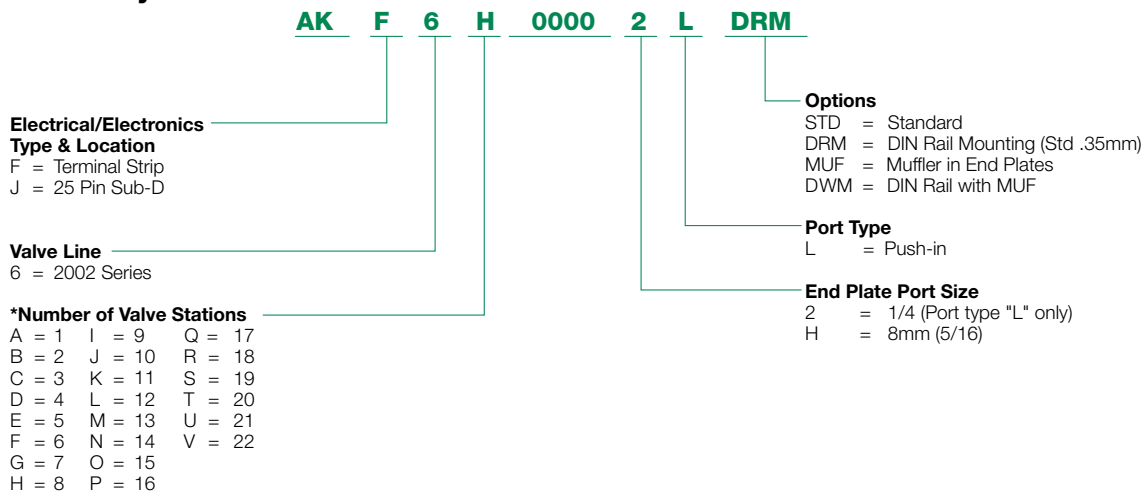 AK F 6 H 0000 2 L DRM
Electrical/Electronics
Type & Location
F = Terminal Strip
J = 25 Pin Sub-D
Valve Line
6 = 2002 Series
*Number of Valve Stations
A = 1 I = 9 Q = 17
B = 2 J = 10 R = 18
C = 3 K = 11 S = 19
D = 4 L = 12 T = 20
E = 5 M = 13 U = 21
F = 6 N = 14 V = 22
G = 7 O = 15
H = 8 P = 16
Options
STD = Standard
DRM = DIN Rail Mounting (Std .35mm)
MUF = Muffler in End Plates
DWM = DIN Rail with MUF
Port Type
L = Push-in
End Plate Port Size
2 = 1/4 (Port type "L" only)
H = 8mm (5/16)